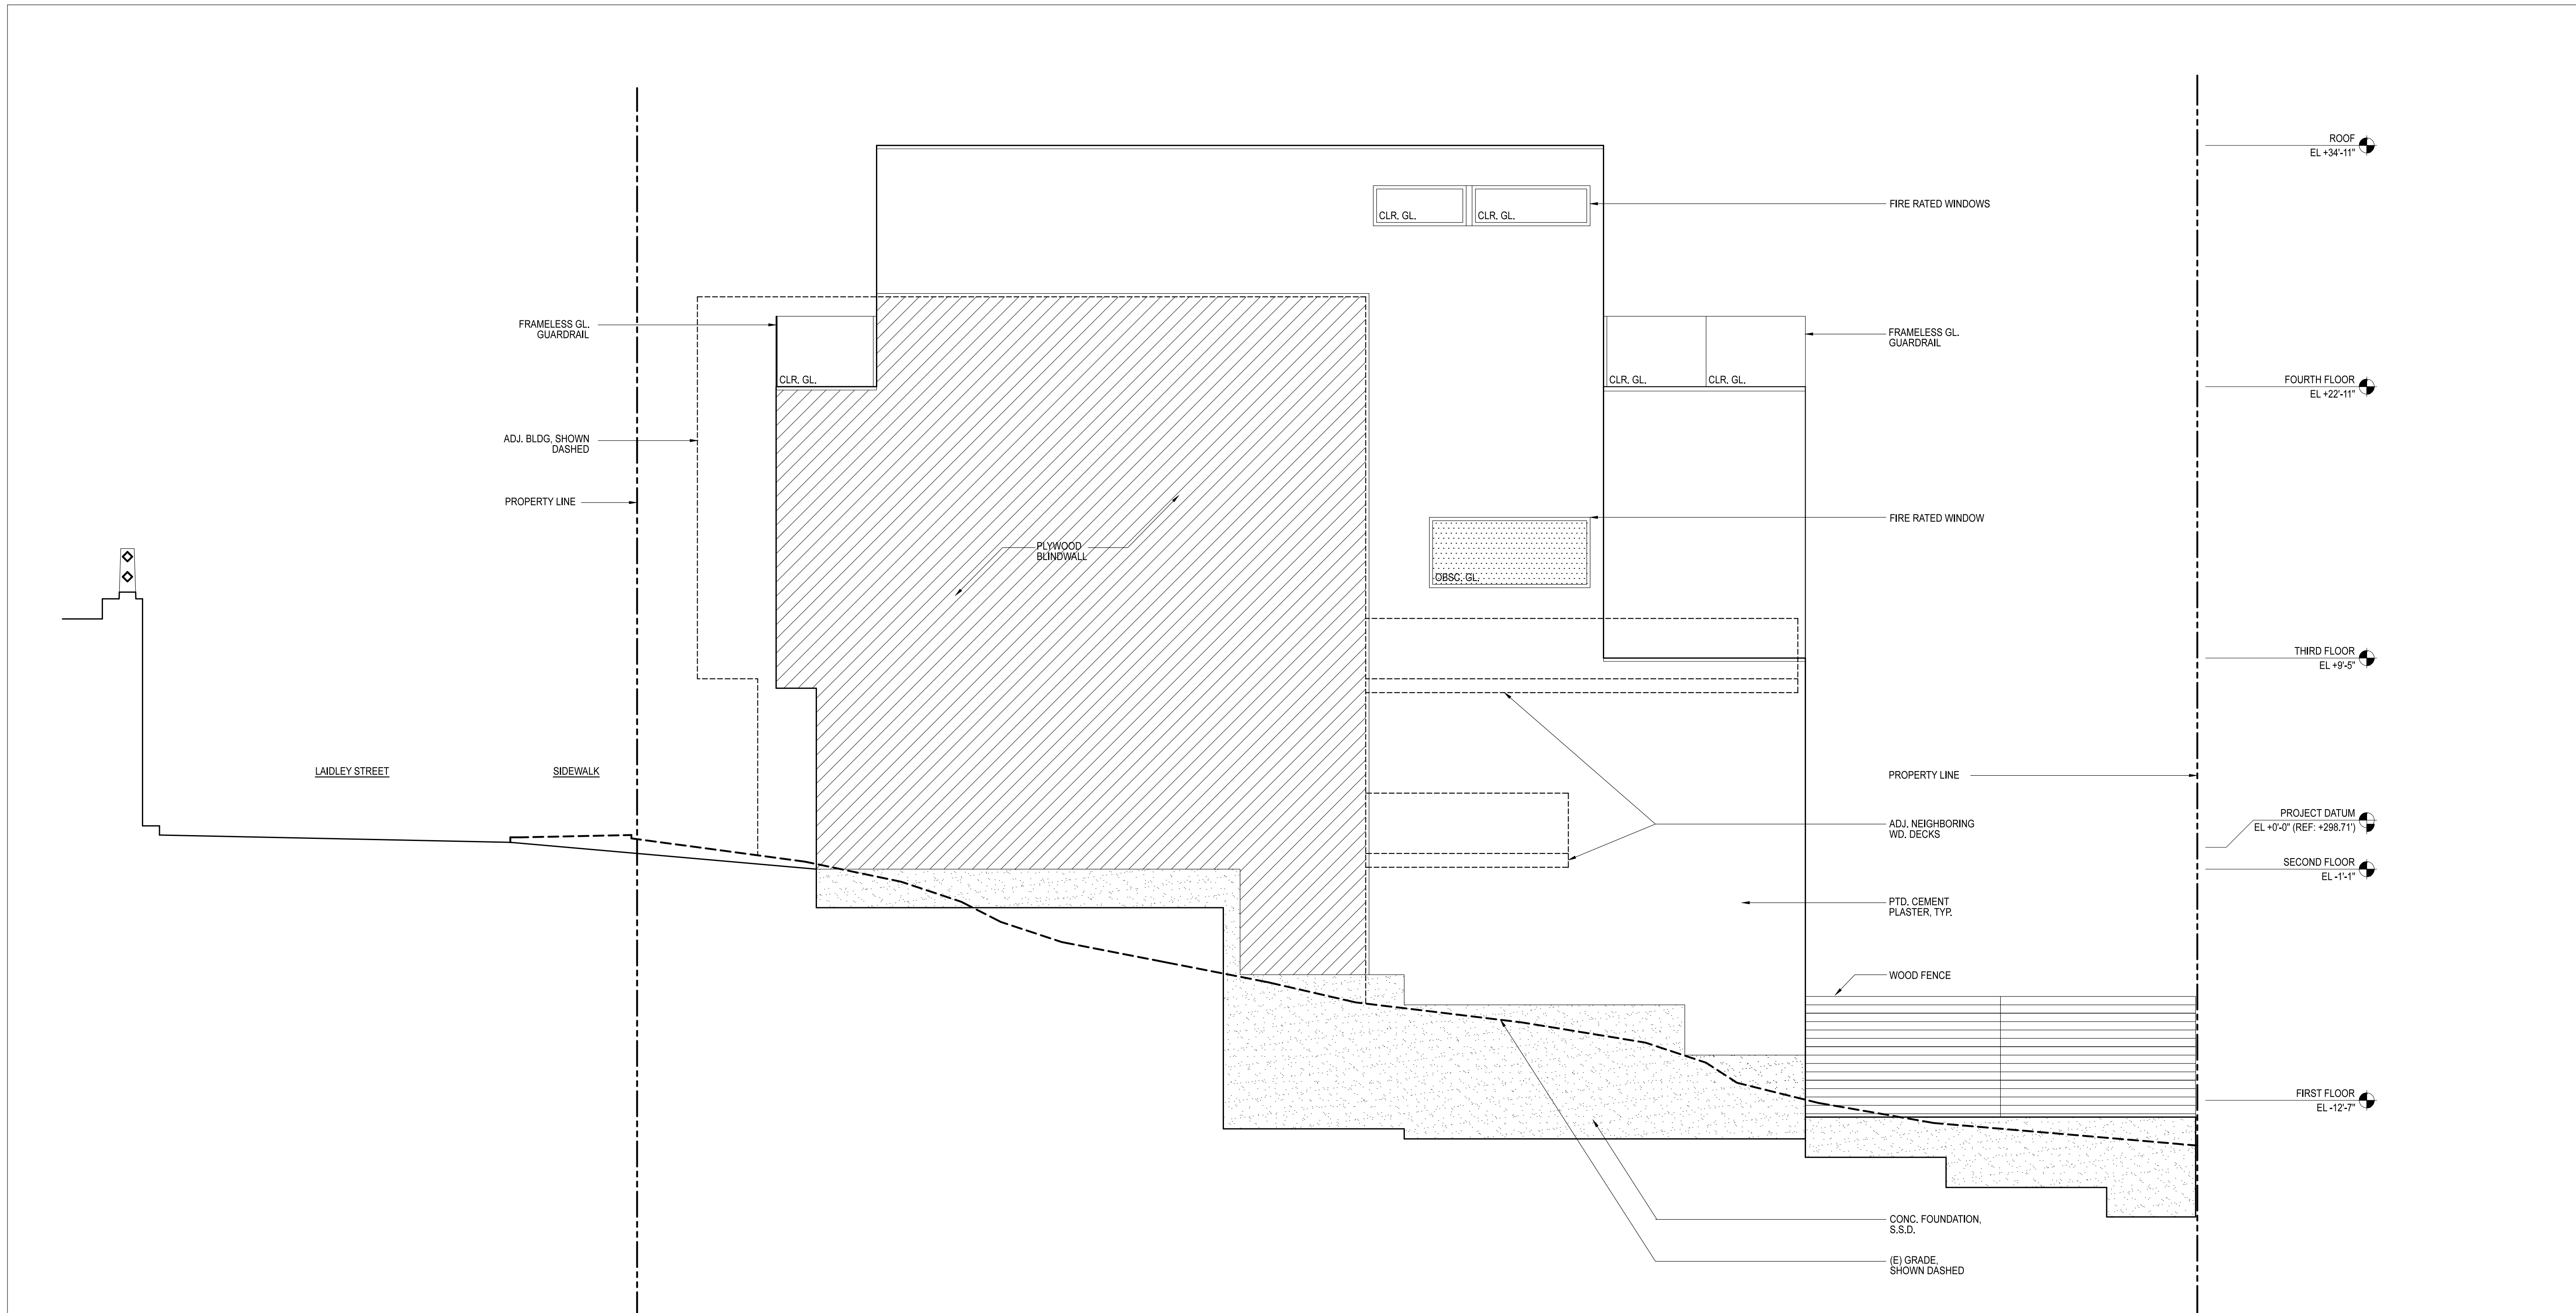 ROOF
EL +34'-11"
FIRE RATED WINDOWS
CLR. GL.
CLR. GL.
FRAMELESS GL.
GUARDRAIL
FRAMELESS GL.
GUARDRAIL
CLR. GL.
CLR. GL.
CLR. GL.
FOURTH FLOOR
EL +22'-11"
ADJ. BLDG, SHOWN
DASHED
PROPERTY LINE
FIRE RATED WINDOW
PLYWOOD
BLINDWALL
OBSC. GL.
THIRD FLOOR
EL +9'-5"
LAIDLEY STREET
SIDEWALK
PROPERTY LINE
PROJECT DATUM
EL +0'-0" (REF: +298.71')
ADJ. NEIGHBORING
WD. DECKS
SECOND FLOOR
EL -1'-1"
PTD. CEMENT
PLASTER, TYP.
WOOD FENCE
FIRST FLOOR
EL -12'-7"
CONC. FOUNDATION,
S.S.D.
(E) GRADE,
SHOWN DASHED